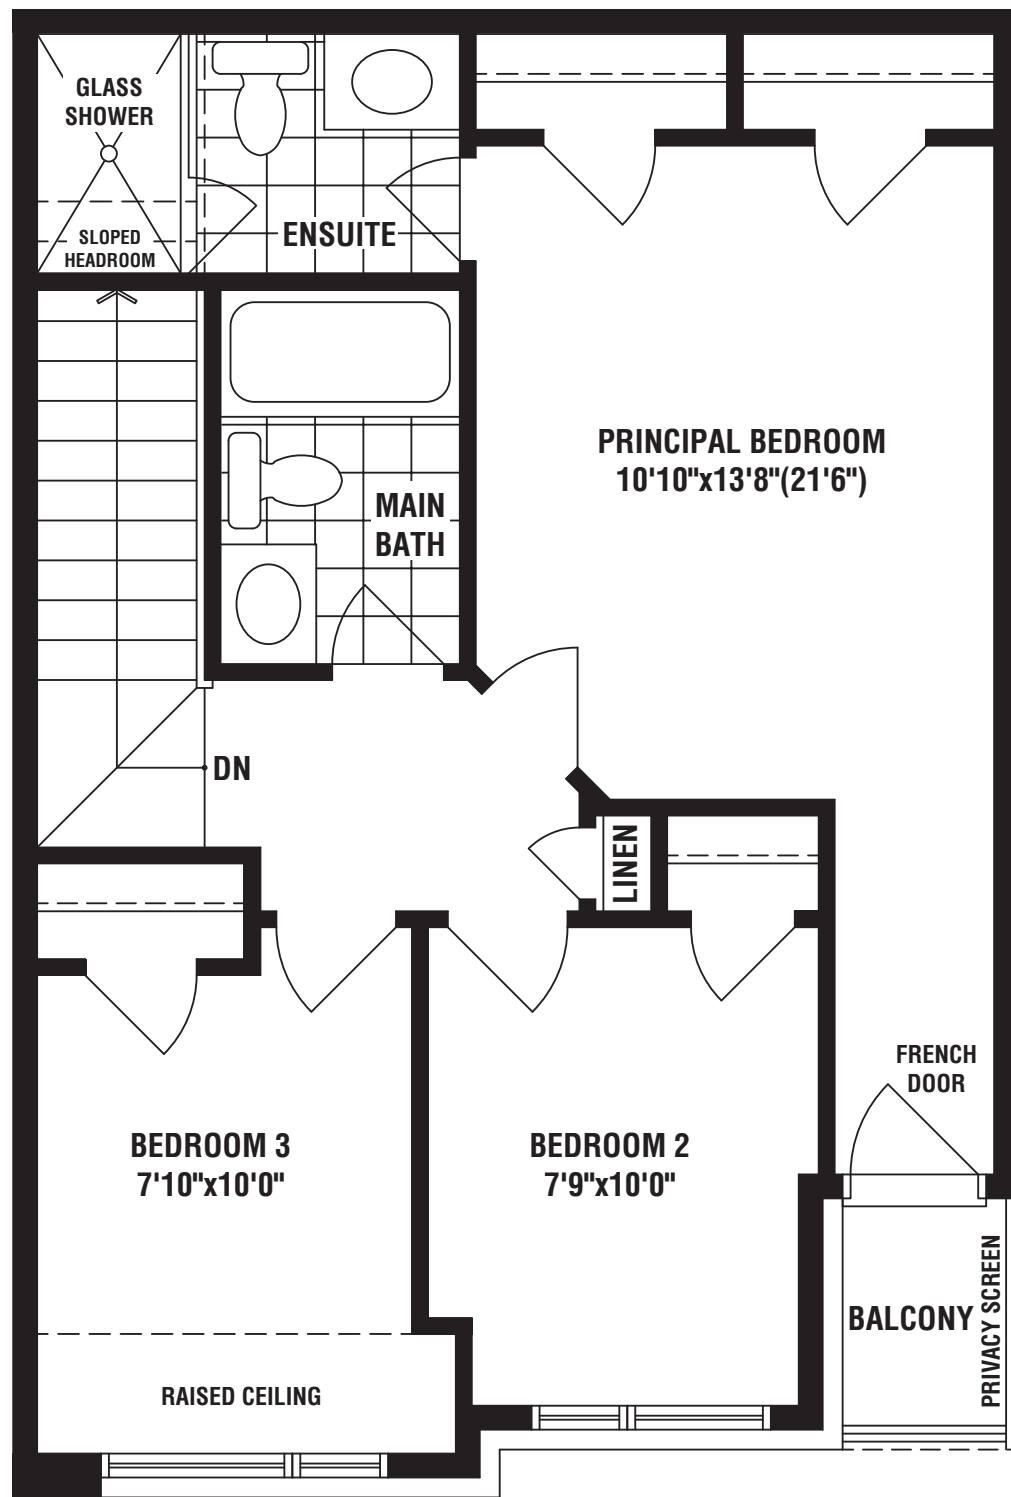 GLASS
SHOWER
SLOPED
HEADROOM
ENSUITE
PRINCIPAL BEDROOM
10'10"x13'8"(21'6")
MAIN
BATH
DN
LINEN
FRENCH
DOOR
BEDROOM 3
7'10"x10'0"
BEDROOM 2
7'9"x10'0"
BALCONY
PRIVACY SCREEN
RAISED CEILING